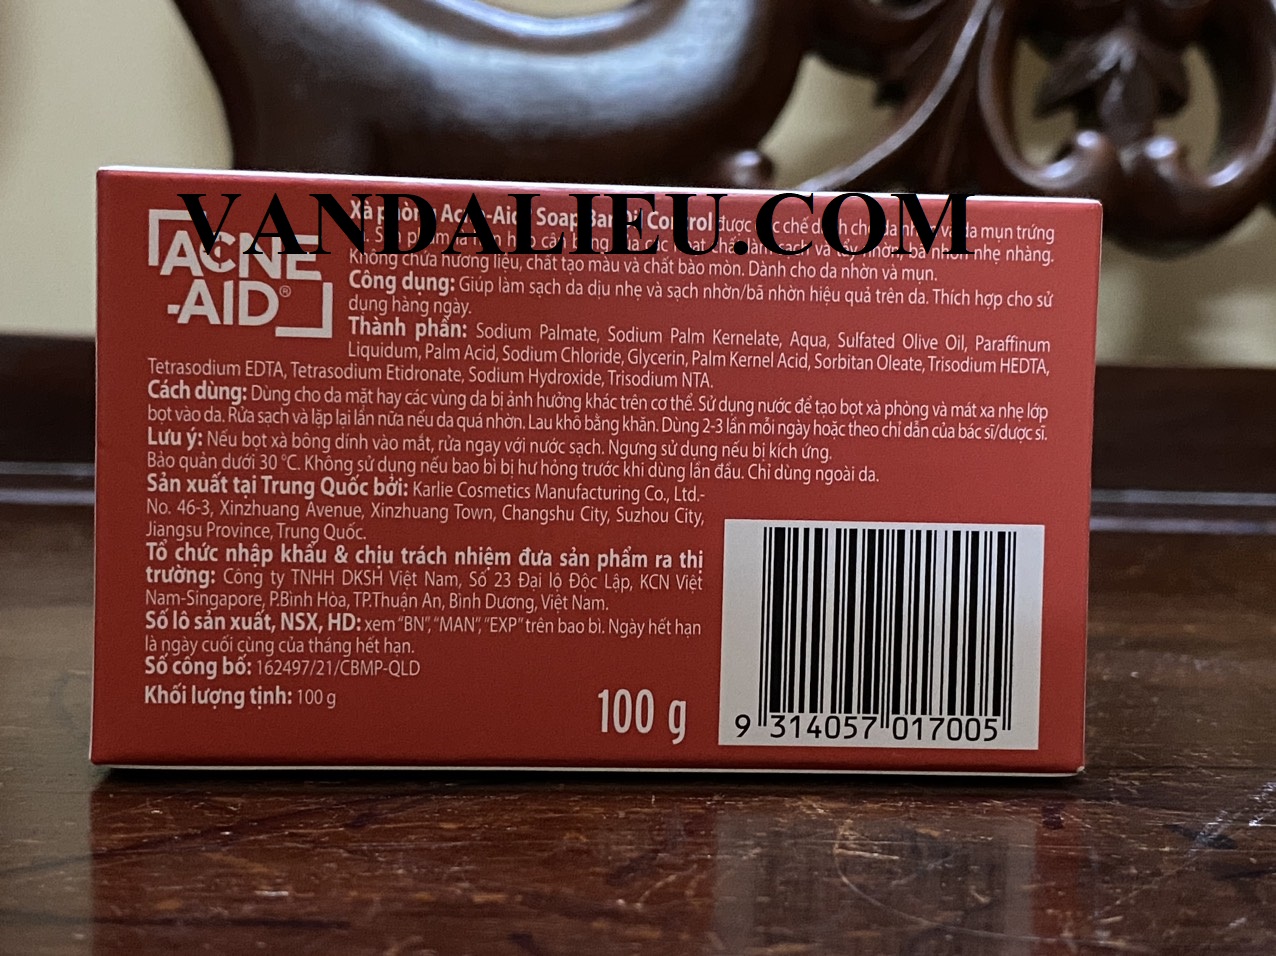 VANDALIEU.COM
ACNE
-AID®
Xà phòng Acne-Aid Soap Bar Oil Control được chế dành cho da nhờn và da mụn trứng
nhờn/bã nhờn nhẹ nhàng.
Không chứa hương liệu, chất tạo màu và chất bào mòn. Dành cho da nhờn và mụn.
Công dụng: Giúp làm sạch da dịu nhẹ và sạch nhờn/bã nhờn hiệu quả trên da. Thích hợp cho sử
dụng hàng ngày.
Thành phần: Sodium Palmate, Sodium Palm Kernelate, Aqua, Sulfated Olive Oil, Paraffinum
Liquidum, Palm Acid, Sodium Chloride, Glycerin, Palm Kernel Acid, Sorbitan Oleate, Trisodium HEDTA,
Tetrasodium EDTA, Tetrasodium Etidronate, Sodium Hydroxide, Trisodium NTA.
Cách dùng: Dùng cho da mặt hay các vùng da bị ảnh hưởng khác trên cơ thể. Sử dụng nước để tạo bọt xà phòng và mát xa nhẹ lớp
bọt vào da. Rửa sạch và lặp lại lần nữa nếu da quá nhờn. Lau khô bằng khăn. Dùng 2-3 lần mỗi ngày hoặc theo chỉ dẫn của bác sĩ/dược sĩ.
Lưu ý: Nếu bọt xà bông dính vào mắt, rửa ngay với nước sạch. Ngưng sử dụng nếu bị kích ứng.
Bảo quản dưới 30 °C. Không sử dụng nếu bao bì bị hư hỏng trước khi dùng lần đầu. Chỉ dùng ngoài da.
Sản xuất tại Trung Quốc bởi: Karlie Cosmetics Manufacturing Co., Ltd.-
No. 46-3, Xinzhuang Avenue, Xinzhuang Town, Changshu City, Suzhou City,
Jiangsu Province, Trung Quốc.
Tổ chức nhập khẩu & chịu trách nhiệm đưa sản phẩm ra thị
trường: Công ty TNHH DKSH Việt Nam, Số 23 Đại lộ Độc Lập, KCN Việt
Nam-Singapore, P.Bình Hòa, TP.Thuận An, Bình Dương, Việt Nam.
Số lô sản xuất, NSX, HD: xem "BN", "MAN", "EXP" trên bao bì. Ngày hết hạn
là ngày cuối cùng của tháng hết hạn.
Số công bố: 162497/21/CBMP-QLD
Khối lượng tịnh: 100 g
100 g
9 314057 017005